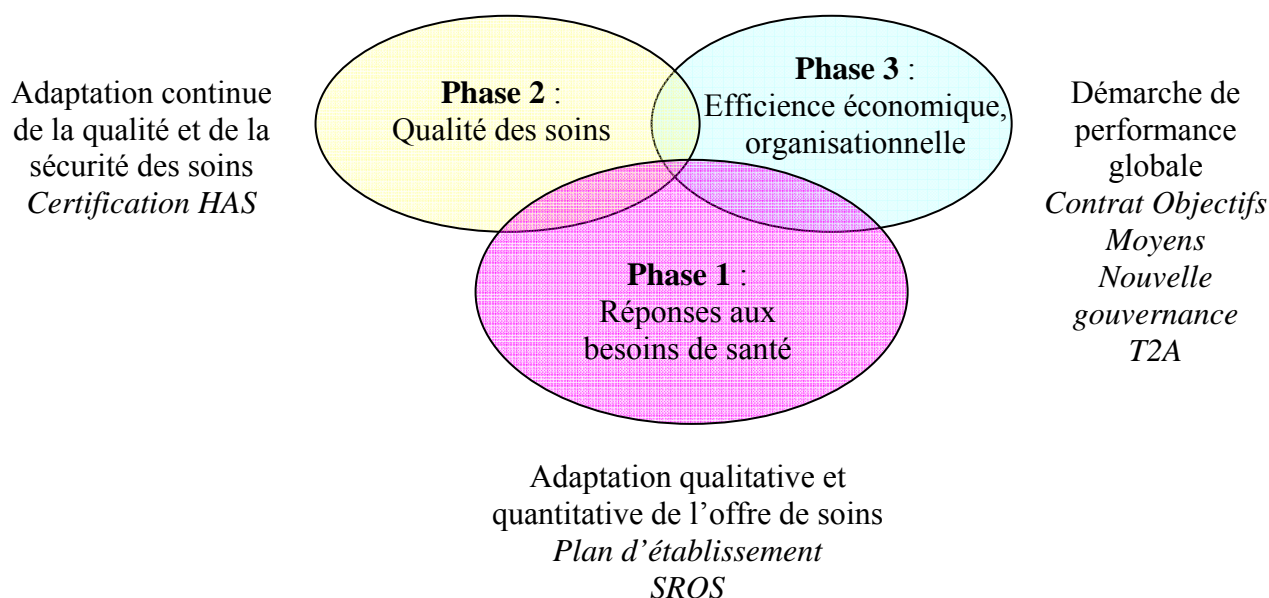 Adaptation continue
de la qualité et de la
sécurité des soins
Certification HAS
Phase 2 :
Qualité des soins
Phase 3 :
Efficience économique,
organisationnelle
Démarche de
performance
globale
Contrat Objectifs
Moyens
Nouvelle
gouvernance
T2A
Phase 1 :
Réponses aux
besoins de santé
Adaptation qualitative et
quantitative de l’offre de soins
Plan d’établissement
SROS